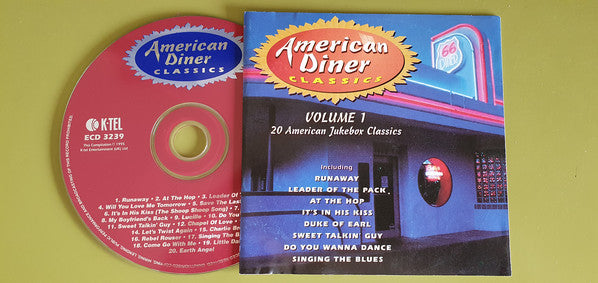 American
Diner
CLASSICS
K-TEL
ECD 3239
This Compilation ℗ 1995
K-tel Entertainment (UK) Ltd
1. Runaway • 2. At The Hop • 3. Leader Of
4. Will You Love Me Tomorrow • 5. Save The Last
6. It's In His Kiss (The Shoop Shoop Song) • 7.
8. My Boyfriend's Back • 9. Lucille • 10. Do You
11. Sweet Talkin' Guy • 12. Chapel Of Love •
14. Let's Twist Again • 15. Charlie Br
16. Rebel Rouser • 17. Singing The Bl
18. Come Go With Me • 19. Little Da
20. Earth Angel
American
Diner
CLASSICS
66
DINER
VOLUME 1
20 American Jukebox Classics
Including
RUNAWAY
LEADER OF THE PACK
AT THE HOP
IT'S IN HIS KISS
DUKE OF EARL
SWEET TALKIN' GUY
DO YOU WANNA DANCE
SINGING THE BLUES